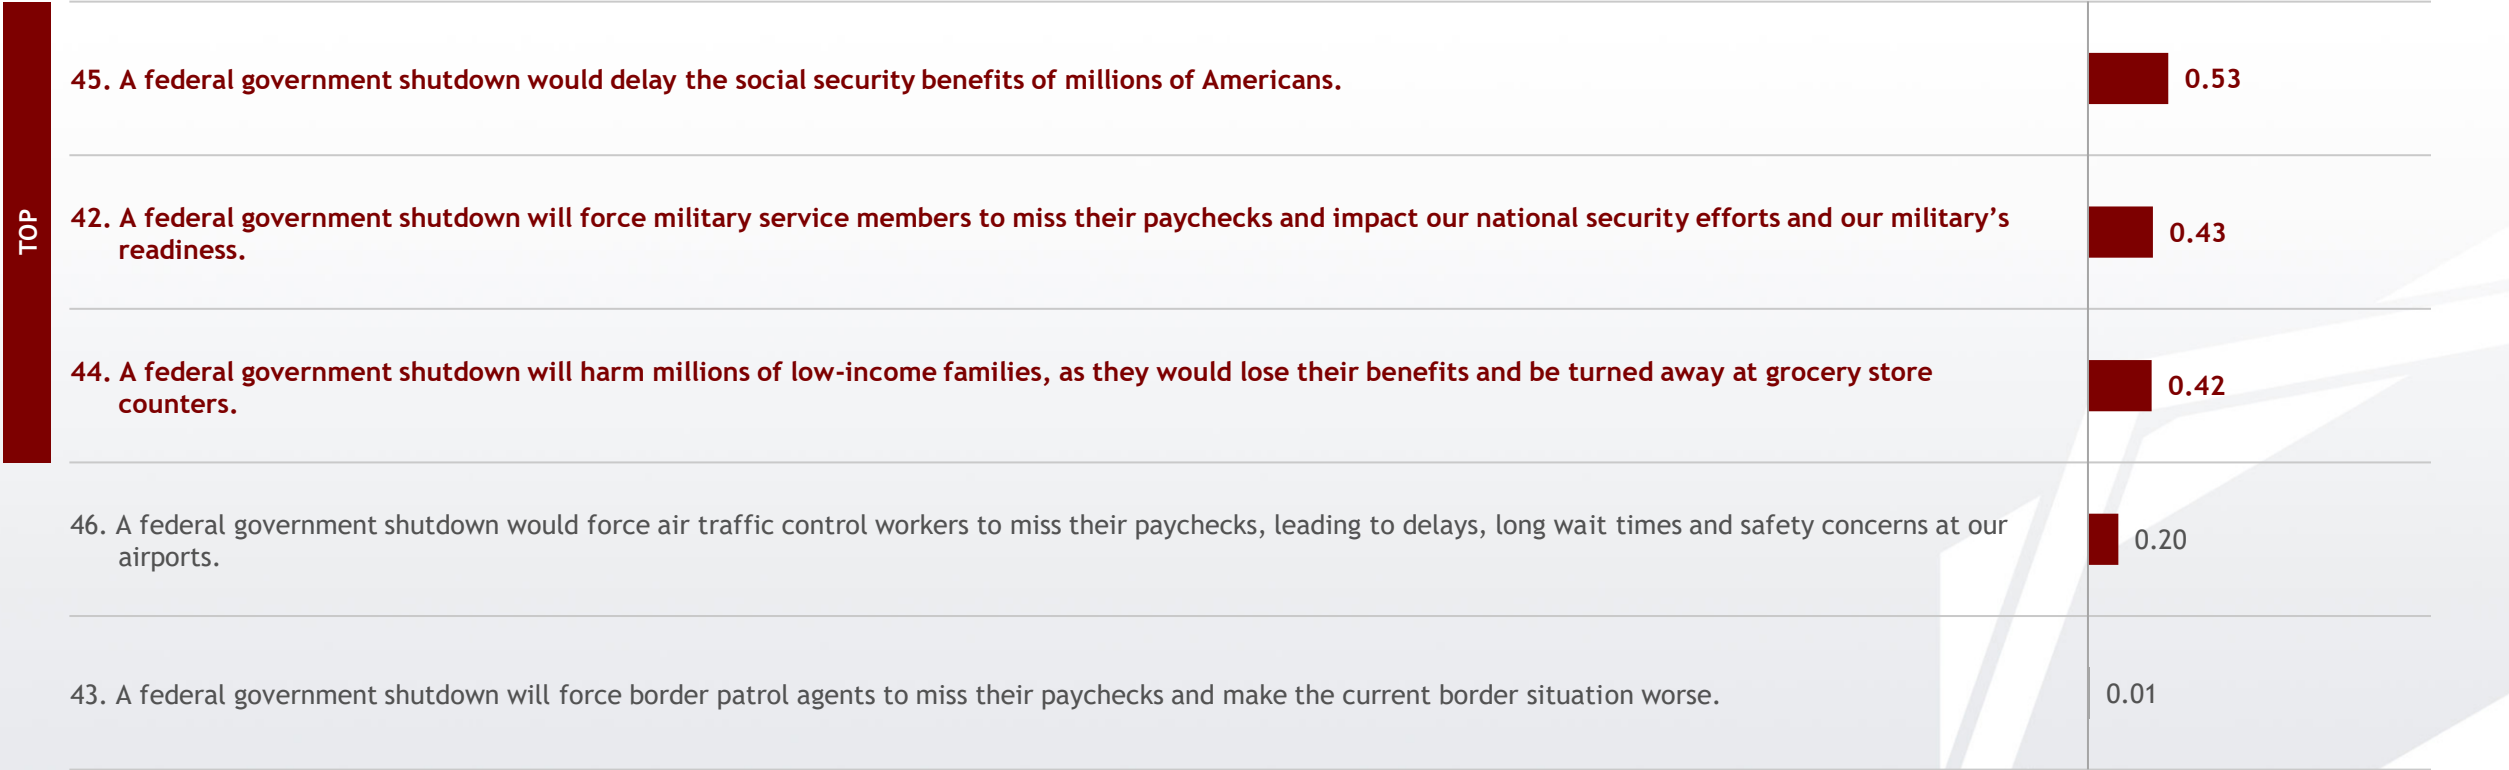 TOP
45. A federal government shutdown would delay the social security benefits of millions of Americans.
0.53
42. A federal government shutdown will force military service members to miss their paychecks and impact our national security efforts and our military’s
readiness.
0.43
44. A federal government shutdown will harm millions of low-income families, as they would lose their benefits and be turned away at grocery store
counters.
0.42
46. A federal government shutdown would force air traffic control workers to miss their paychecks, leading to delays, long wait times and safety concerns at our
airports.
0.20
43. A federal government shutdown will force border patrol agents to miss their paychecks and make the current border situation worse.
0.01